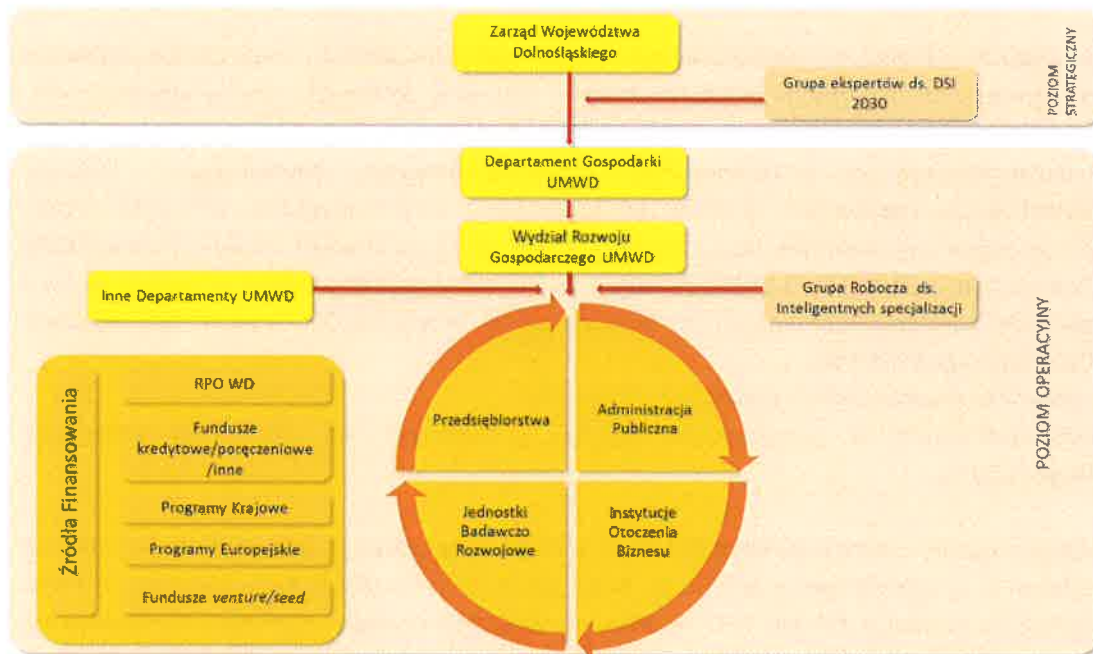 Zarząd Województwa
Dolnośląskiego
Grupa ekspertów ds. DSI
2030
POZIOM
STRATEGICZNY
Departament Gospodarki
UMWD
Wydział Rozwoju
Gospodarczego UMWD
Inne Departamenty UMWD
Grupa Robocza ds.
Inteligentnych specjalizacji
POZIOM OPERACYJNY
Źródła Finansowania
RPO WD
Fundusze
kredytowe/poręczeniowe
/inne
Programy Krajowe
Programy Europejskie
Fundusze venture/seed
Przedsiębiorstwa
Administracja
Publiczna
Jednostki
Badawczo
Rozwojowe
Instytucje
Otoczenia
Biznesu